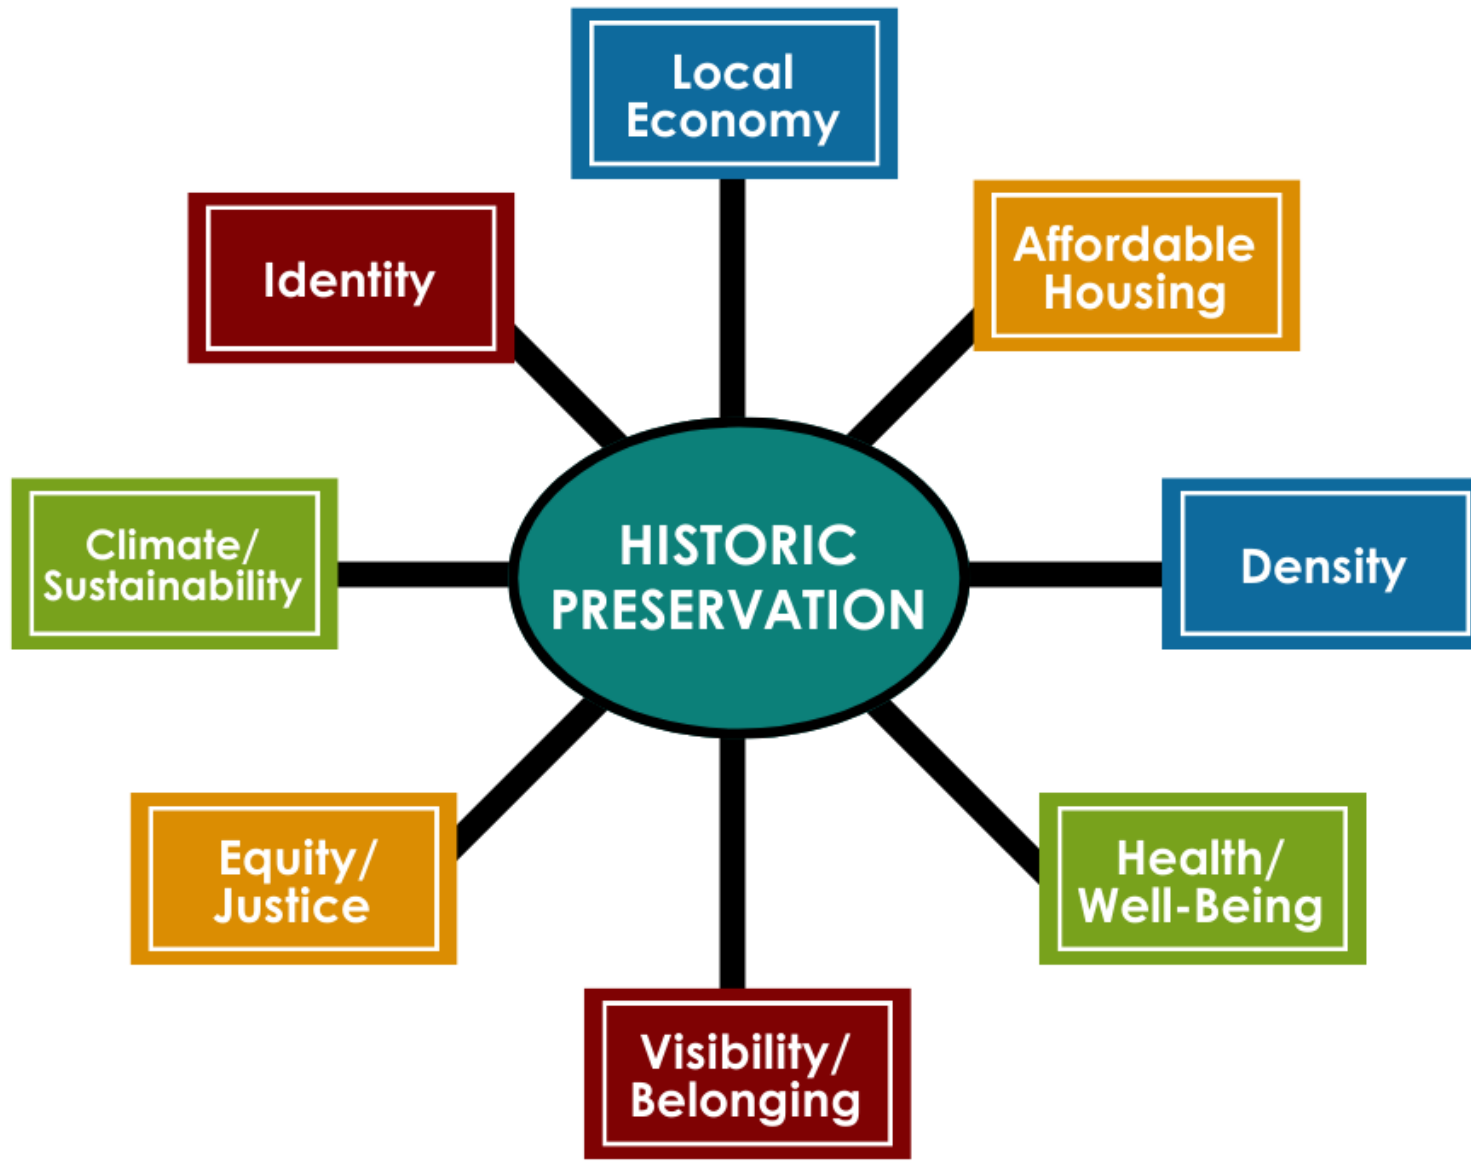 Local
Economy
Identity
Affordable
Housing
Climate/
Sustainability
HISTORIC
PRESERVATION
Density
Equity/
Justice
Health/
Well-Being
Visibility/
Belonging